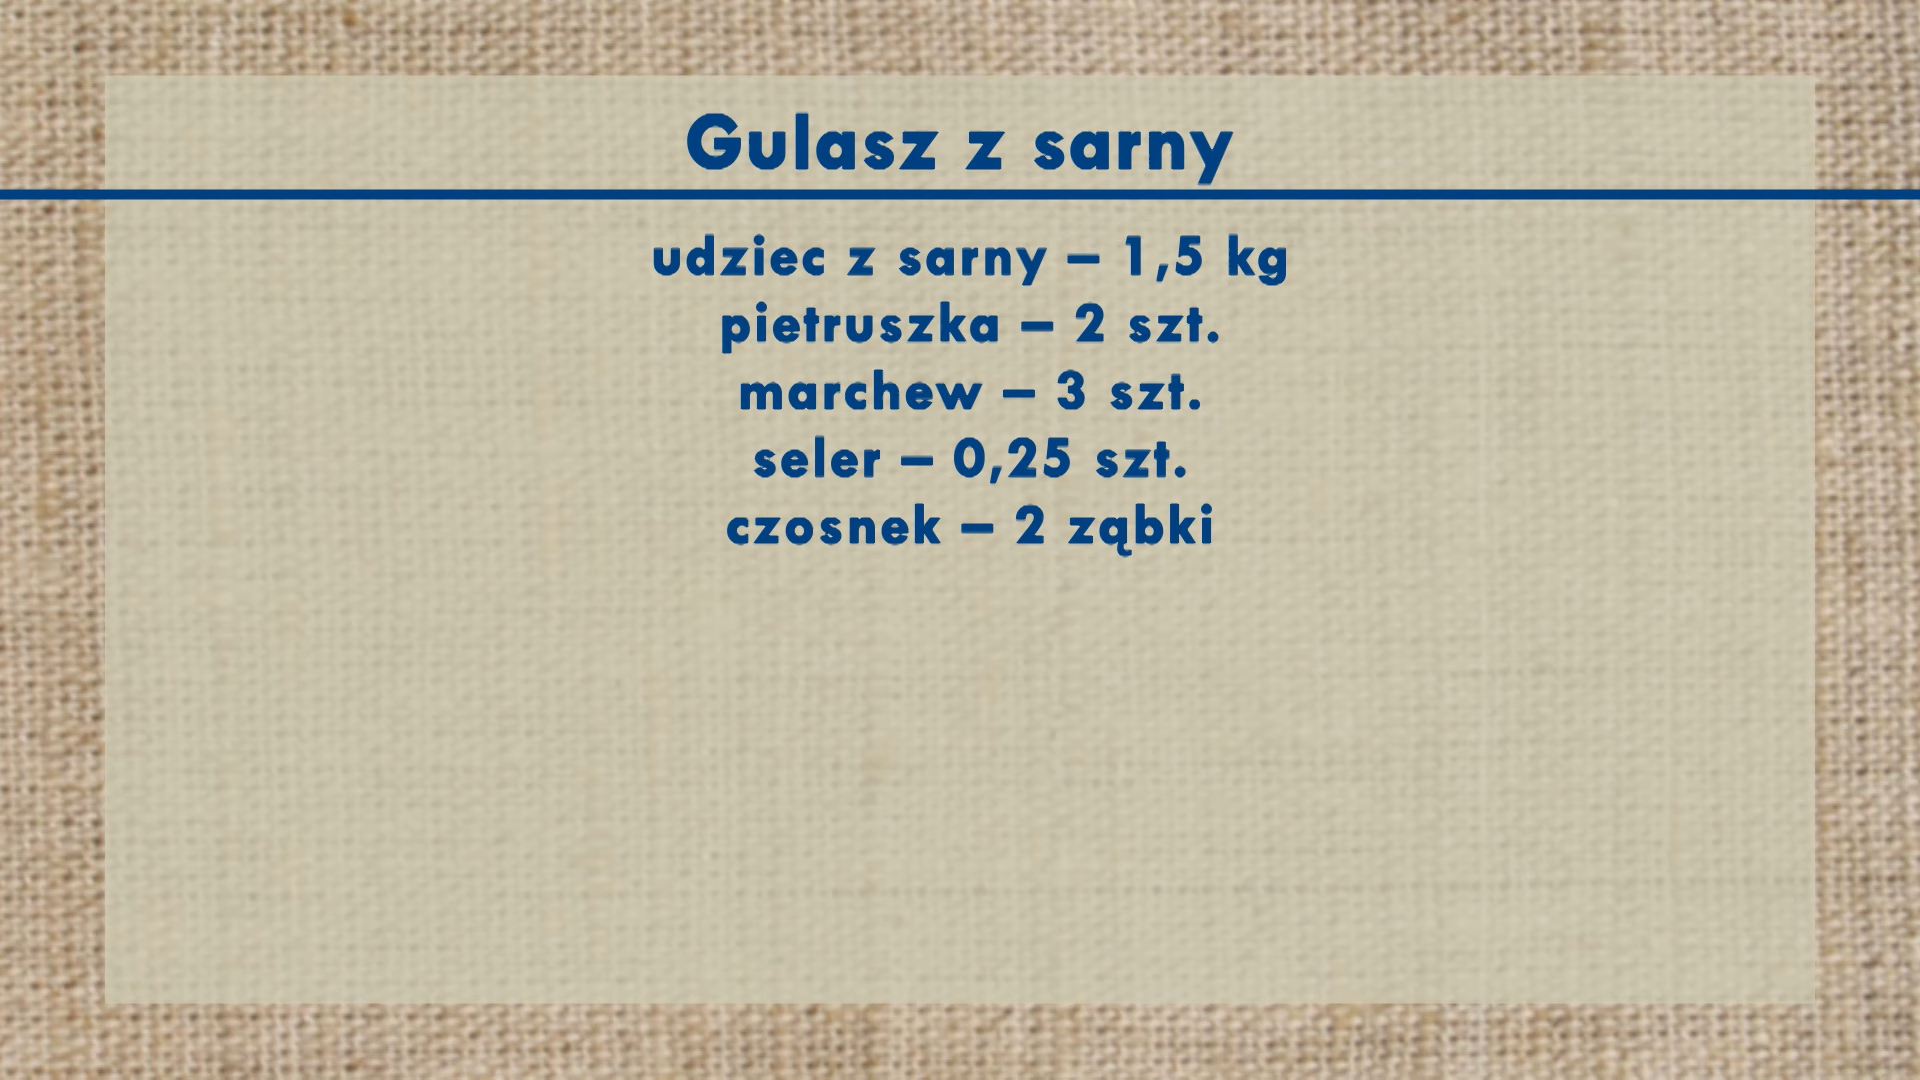 Gulasz z sarny
udziec z sarny – 1,5 kg
pietruszka – 2 szt.
marchew – 3 szt.
seler – 0,25 szt.
czosnek – 2 ząbki